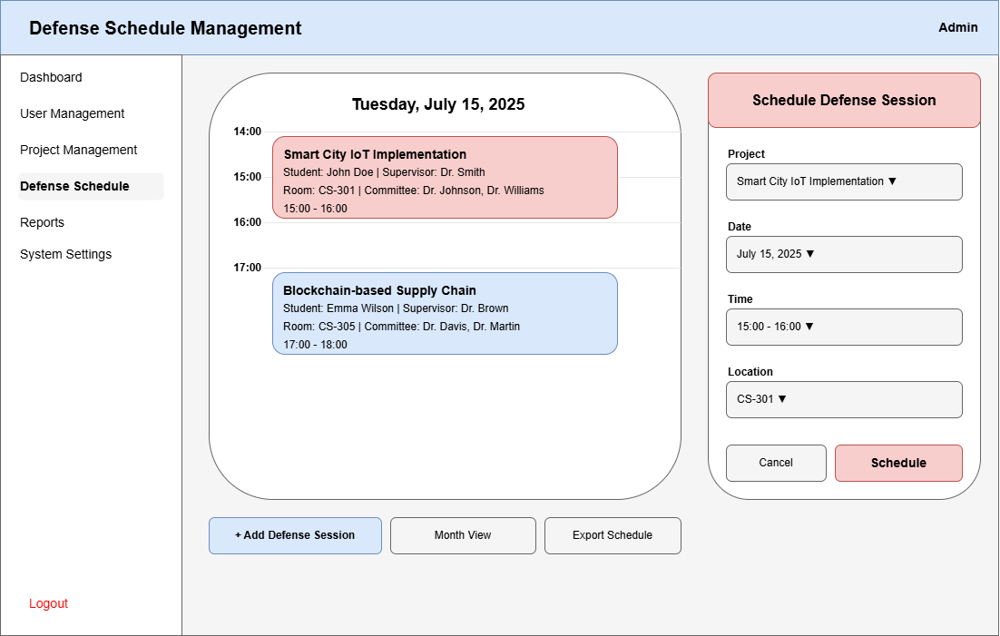 Defense Schedule Management
Admin
Dashboard
User Management
Project Management
Defense Schedule
Reports
System Settings
Logout
Tuesday, July 15, 2025
14:00
Smart City IoT Implementation
Student: John Doe | Supervisor: Dr. Smith
15:00
Room: CS-301 | Committee: Dr. Johnson, Dr. Williams
15:00 - 16:00
16:00
17:00
Blockchain-based Supply Chain
Student: Emma Wilson | Supervisor: Dr. Brown
Room: CS-305 | Committee: Dr. Davis, Dr. Martin
17:00 - 18:00
+ Add Defense Session
Month View
Export Schedule
Schedule Defense Session
Project
Smart City IoT Implementation ▼
Date
July 15, 2025 ▼
Time
15:00 - 16:00 ▼
Location
CS-301 ▼
Cancel
Schedule